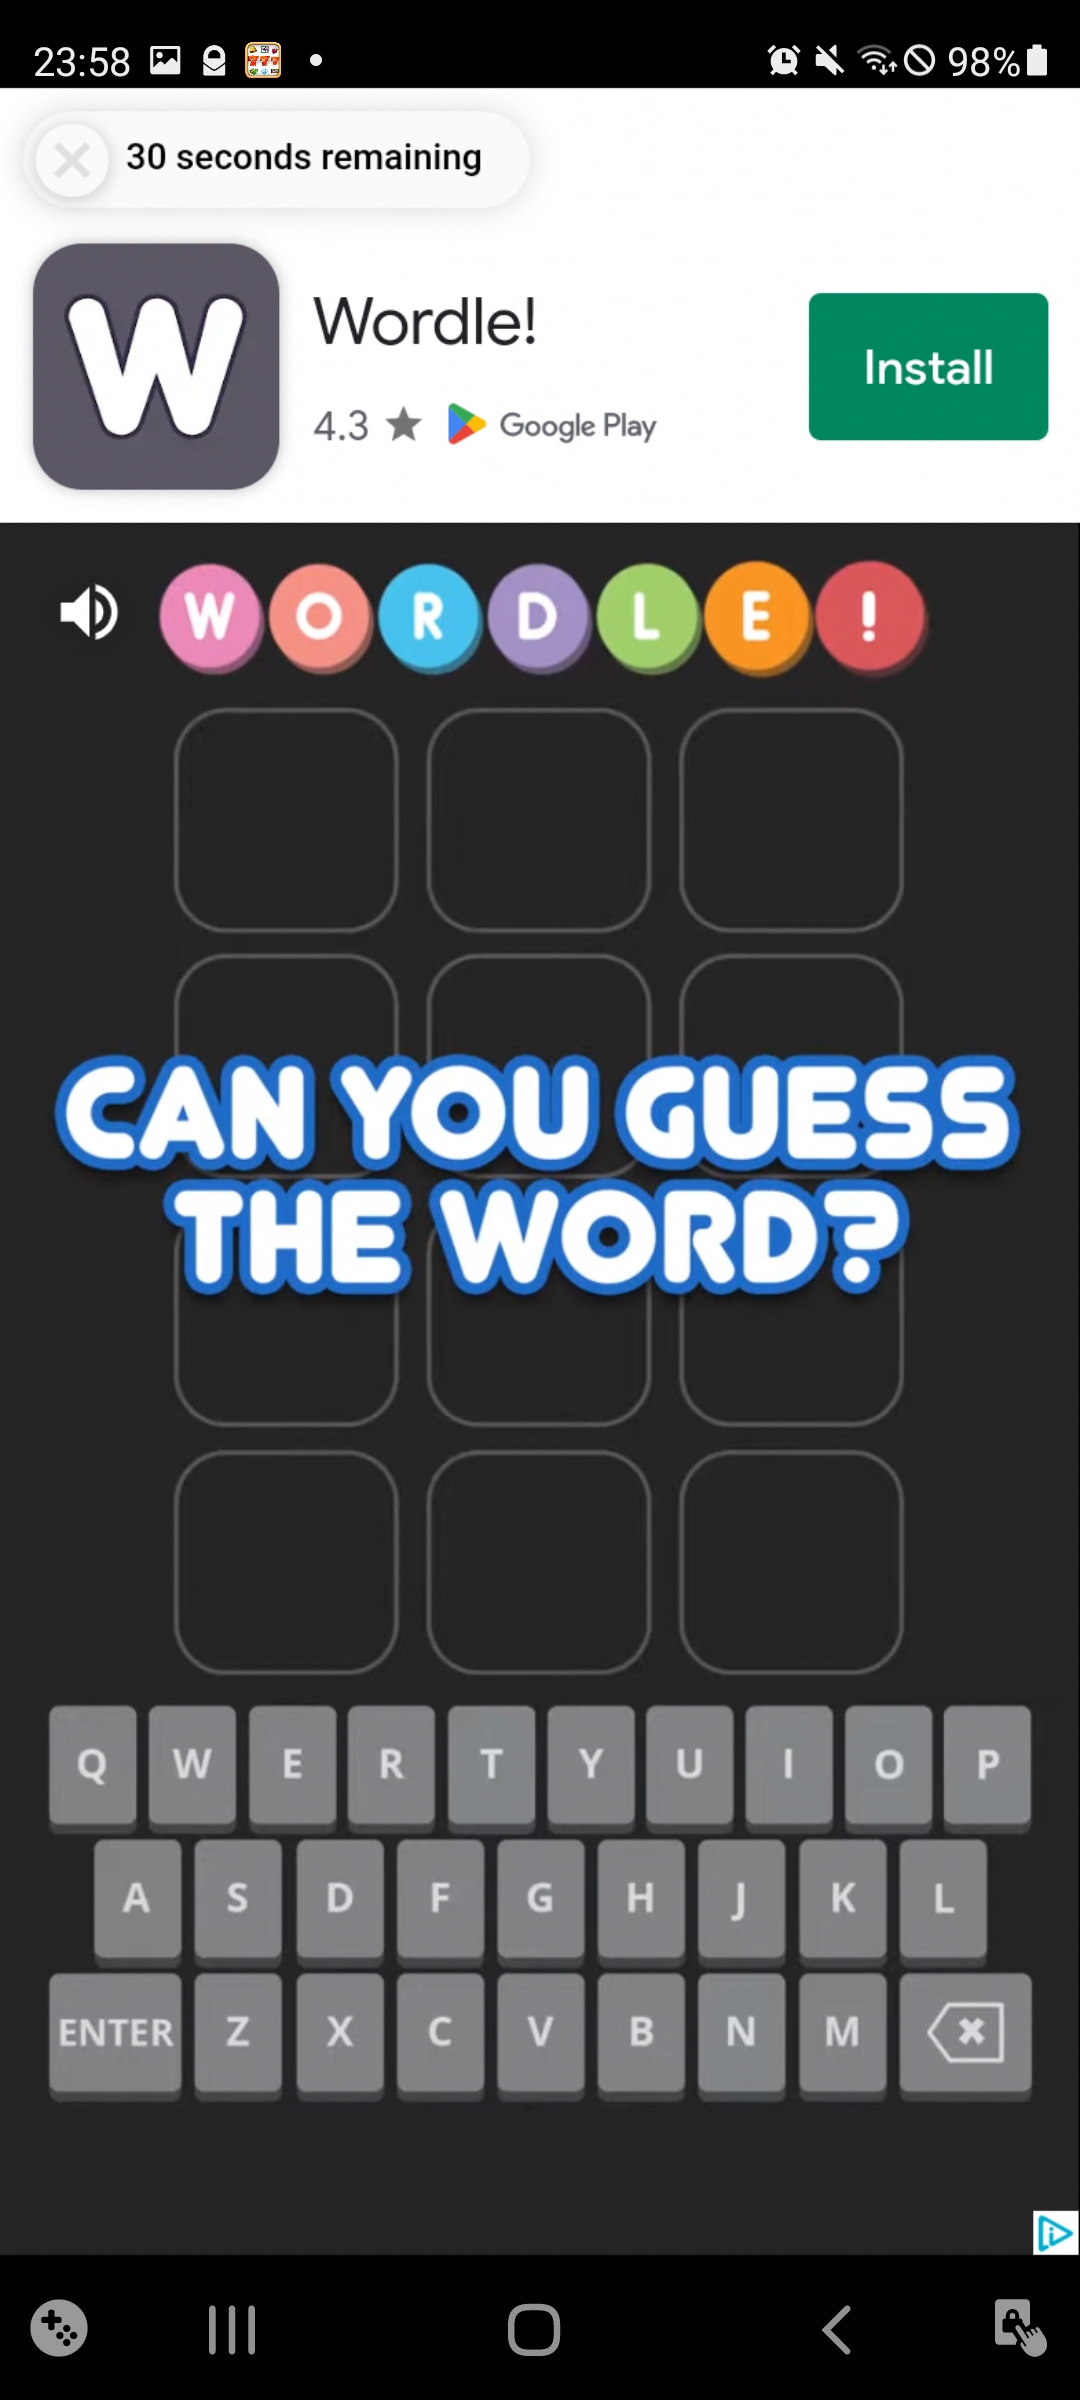 23:58 98%
30 seconds remaining
W
Wordle!
Install
4.3 Google Play
WORDLE!
CAN YOU GUESS
THE WORD?
Q W E R T Y U I O P
A S D F G H J K L
ENTER Z X C V B N M